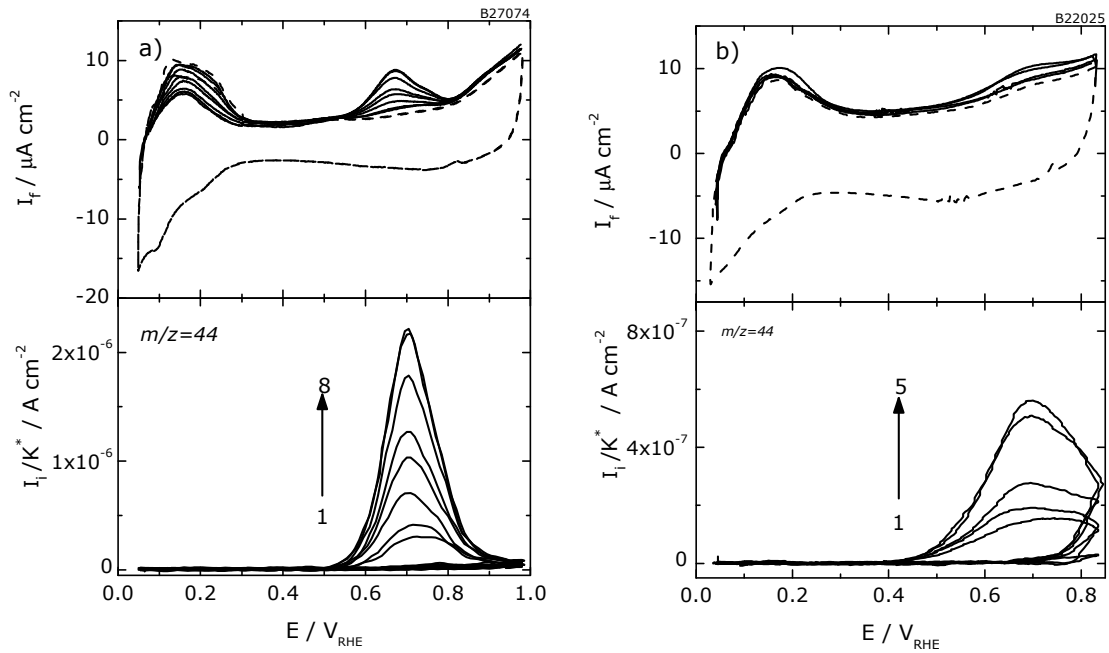 B27074
a)
10
0
-10
-20
I_f / μA cm^-2
m/z=44
2x10^-6
1x10^-6
0
I_i/K^* / A cm^-2
8
1
0.0 0.2 0.4 0.6 0.8 1.0
E / V_RHE
B22025
b)
10
0
-10
I_f / μA cm^-2
m/z=44
8x10^-7
4x10^-7
0
I_i/K^* / A cm^-2
5
1
0.0 0.2 0.4 0.6 0.8
E / V_RHE